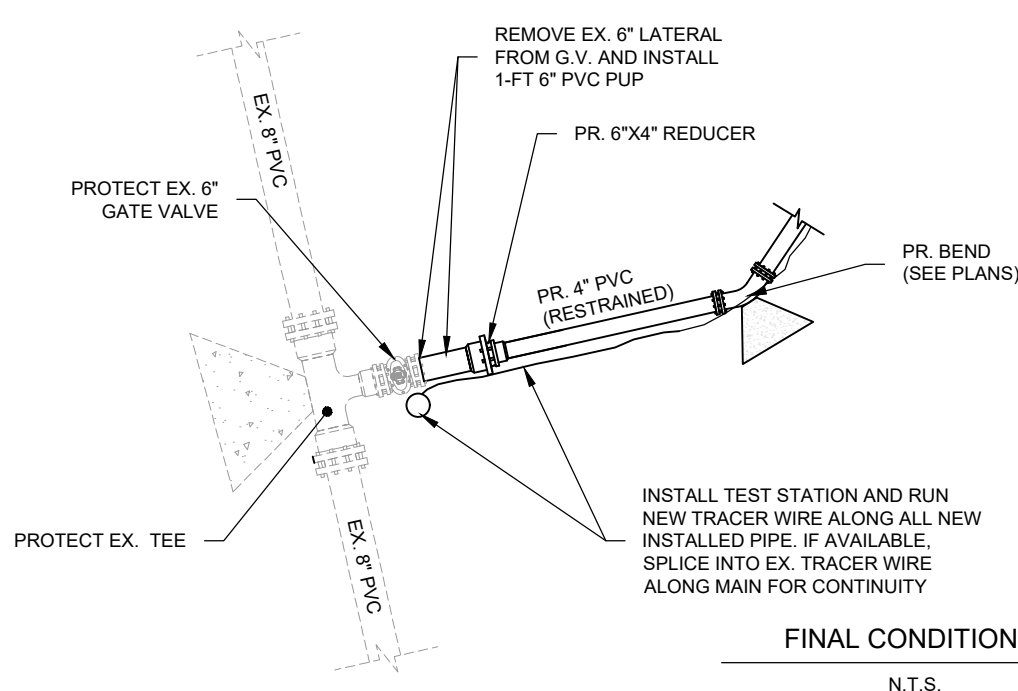 REMOVE EX. 6" LATERAL
FROM G.V. AND INSTALL
1-FT 6" PVC PUP
PR. 6"X4" REDUCER
EX. 8" PVC
PROTECT EX. 6"
GATE VALVE
PR. BEND
(SEE PLANS)
PR. 4" PVC
(RESTRAINED)
INSTALL TEST STATION AND RUN
NEW TRACER WIRE ALONG ALL NEW
INSTALLED PIPE. IF AVAILABLE,
SPLICE INTO EX. TRACER WIRE
ALONG MAIN FOR CONTINUITY
PROTECT EX. TEE
EX. 8" PVC
FINAL CONDITION
N.T.S.